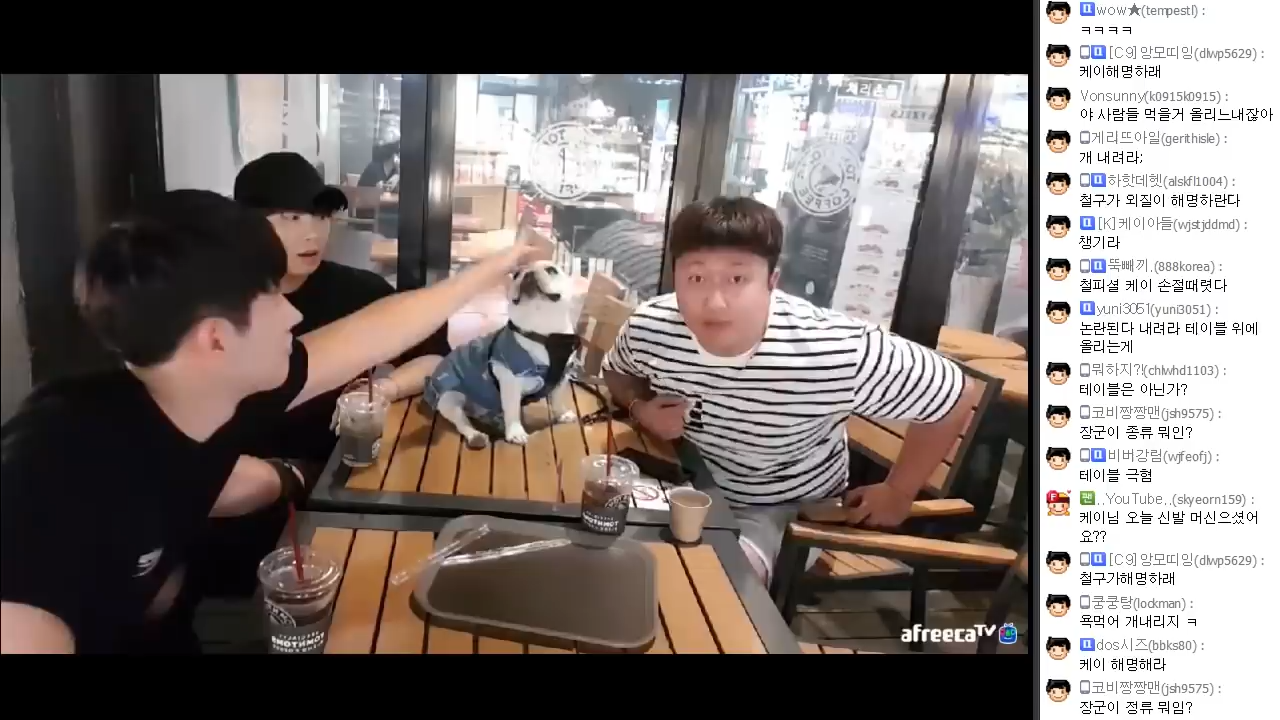 wow★(tempestl) :
ㅋㅋㅋㅋ
[C9] 앙모띠잉(dlwp5629) :
케이해명하래
Vonsunny(k0915k0915) :
야 사람들 먹을거 올리느내잖아
게리뜨아일(gerithisle) :
개 내려라;
하핫데헷(alskfl1004) :
철구가 외질이 해명하란다
[K]케이아들(wjstjddmd) :
챙기라
뚝빼끼,(888korea) :
철피셜 케이 손절때렷다
yuni3051(yuni3051) :
논란된다 내려라 테이블 위에
올리는게
뭐하지?!(chlwhd1103) :
테이블은 아닌가?
코비짱짱맨(jsh9575) :
장군이 종류 뭐인?
비버강럼(wjfeofj) :
테이블 극혐
F 팬 ..YouTube..(skyeorn159) :
케이님 오늘 신발 머신으셨어
요??
[C9] 앙모띠잉(dlwp5629) :
철구가해명하래
쿵쿵탕(lockman) :
욕먹어 개내리지 ㅋ
dos시즈(bbks80) :
케이 해명해라
코비짱짱맨(jsh9575) :
장군이 정류 뭐임?
COFFEE
TOMNTOMS
TOMNTOMS
afreecaTV